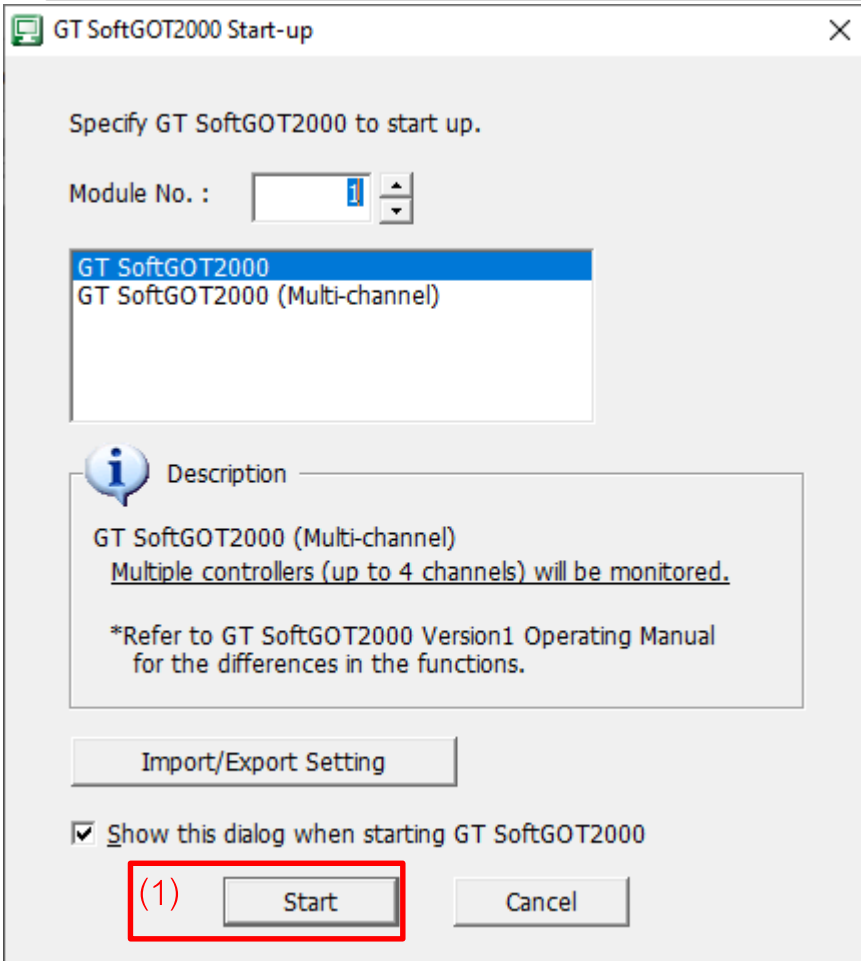 GT SoftGOT2000 Start-up
Specify GT SoftGOT2000 to start up.
Module No. : 1
GT SoftGOT2000
GT SoftGOT2000 (Multi-channel)
Description
GT SoftGOT2000 (Multi-channel)
Multiple controllers (up to 4 channels) will be monitored.
*Refer to GT SoftGOT2000 Version1 Operating Manual
for the differences in the functions.
Import/Export Setting
Show this dialog when starting GT SoftGOT2000
(1) Start Cancel